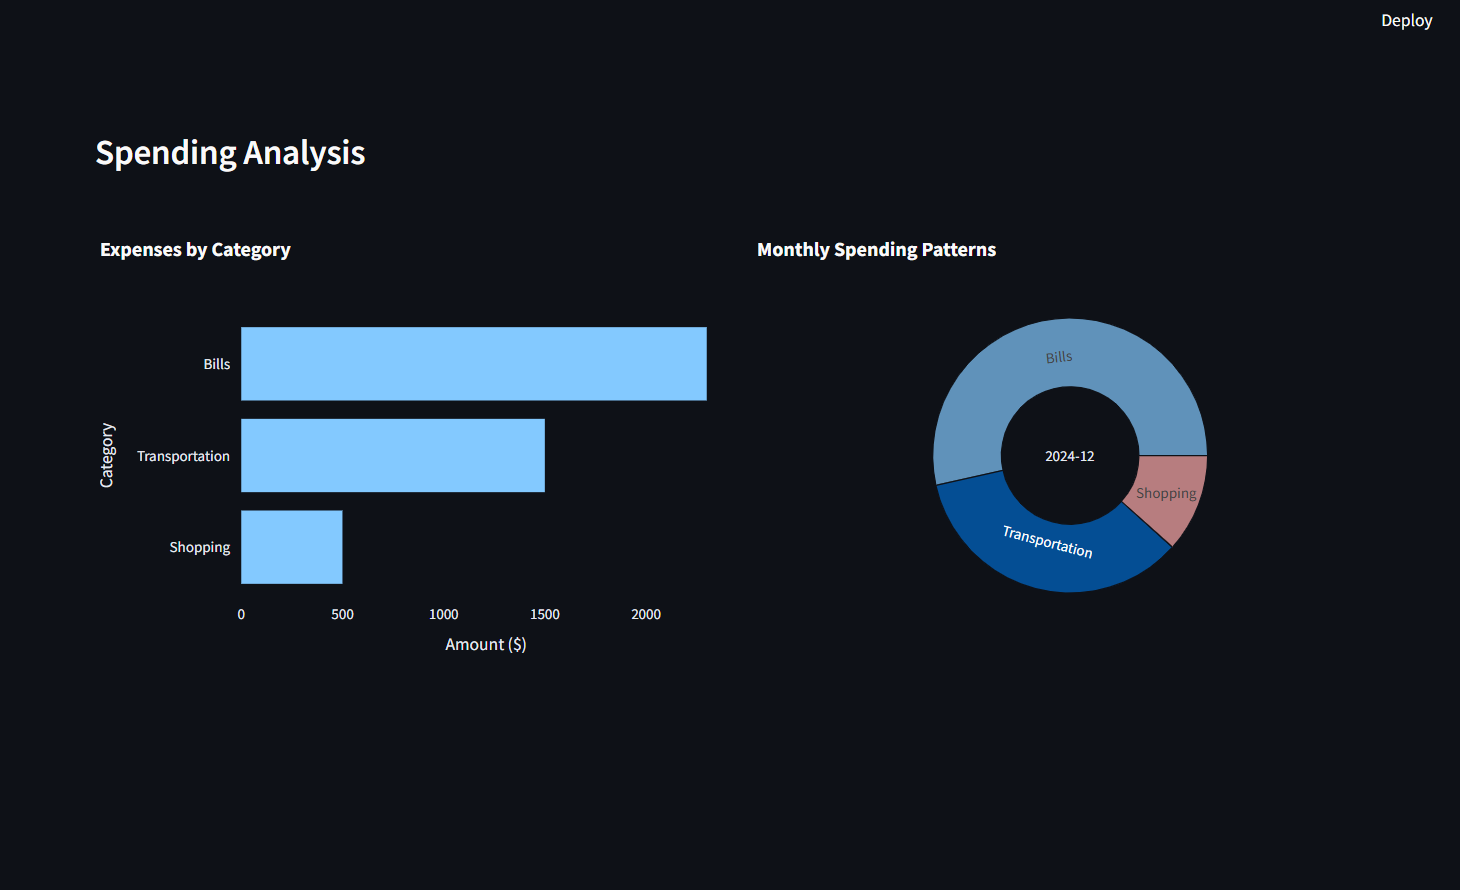 Deploy
Spending Analysis
Expenses by Category
Category
Bills
Transportation
Shopping
0 500 1000 1500 2000
Amount ($)
Monthly Spending Patterns
Bills
2024-12
Shopping
Transportation